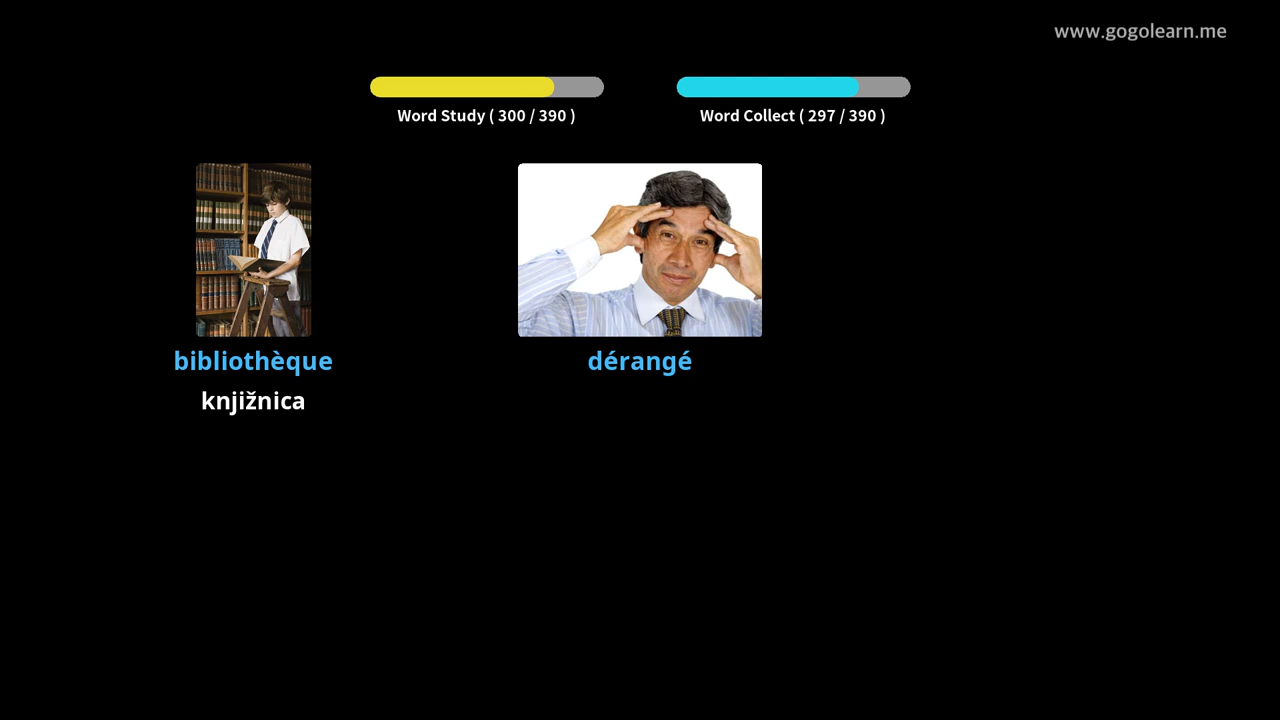 www.gogolearn.me
Word Study ( 300 / 390 )
Word Collect ( 297 / 390 )
bibliothèque
knjižnica
dérangé